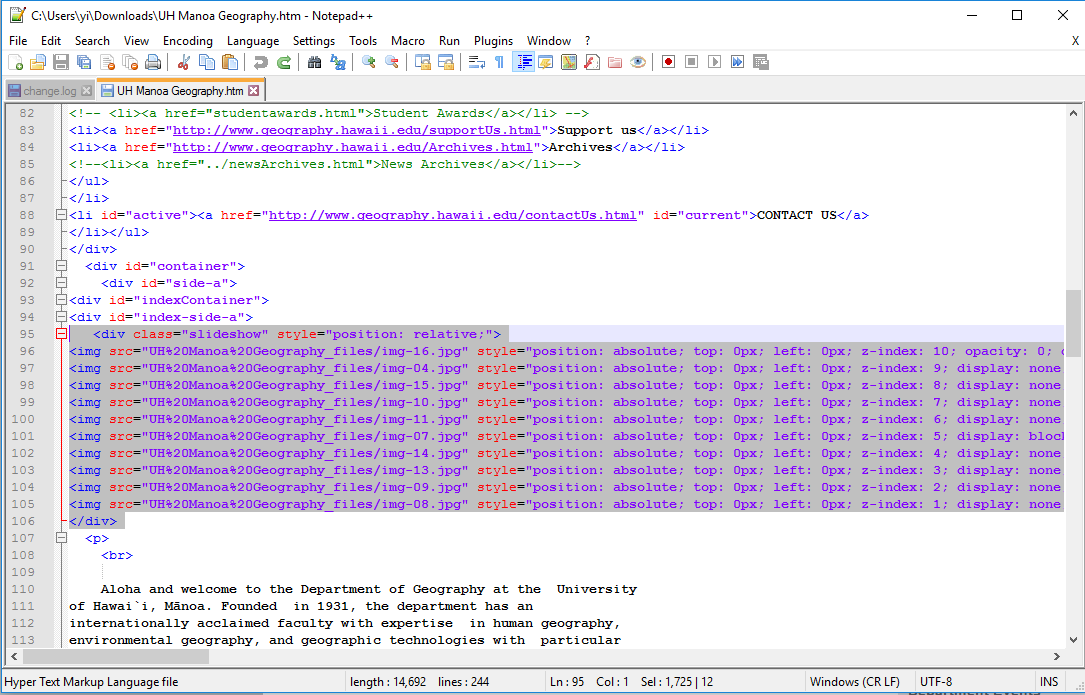 C:\Users\yi\Downloads\UH Manoa Geography.htm - Notepad++
File Edit Search View Encoding Language Settings Tools Macro Run Plugins Window ? X
change.log UH Manoa Geography.htm
82 <!-- <li><a href="studentawards.html">Student Awards</a></li> -->
83 <li><a href="http://www.geography.hawaii.edu/supportUs.html">Support us</a></li>
84 <li><a href="http://www.geography.hawaii.edu/Archives.html">Archives</a></li>
85 <!--<li><a href="../newsArchives.html">News Archives</a></li>-->
86 </ul>
87 </li>
88 <li id="active"><a href="http://www.geography.hawaii.edu/contactUs.html" id="current">CONTACT US</a>
89 </li></ul>
90 </div>
91 <div id="container">
92 <div id="side-a">
93 <div id="indexContainer">
94 <div id="index-side-a">
95 <div class="slideshow" style="position: relative;">
96 <img src="UH%20Manoa%20Geography_files/img-16.jpg" style="position: absolute; top: 0px; left: 0px; z-index: 10; opacity: 0;
97 <img src="UH%20Manoa%20Geography_files/img-04.jpg" style="position: absolute; top: 0px; left: 0px; z-index: 9; display: none
98 <img src="UH%20Manoa%20Geography_files/img-15.jpg" style="position: absolute; top: 0px; left: 0px; z-index: 8; display: none
99 <img src="UH%20Manoa%20Geography_files/img-10.jpg" style="position: absolute; top: 0px; left: 0px; z-index: 7; display: none
100 <img src="UH%20Manoa%20Geography_files/img-11.jpg" style="position: absolute; top: 0px; left: 0px; z-index: 6; display: none
101 <img src="UH%20Manoa%20Geography_files/img-07.jpg" style="position: absolute; top: 0px; left: 0px; z-index: 5; display: bloc
102 <img src="UH%20Manoa%20Geography_files/img-14.jpg" style="position: absolute; top: 0px; left: 0px; z-index: 4; display: none
103 <img src="UH%20Manoa%20Geography_files/img-13.jpg" style="position: absolute; top: 0px; left: 0px; z-index: 3; display: none
104 <img src="UH%20Manoa%20Geography_files/img-09.jpg" style="position: absolute; top: 0px; left: 0px; z-index: 2; display: none
105 <img src="UH%20Manoa%20Geography_files/img-08.jpg" style="position: absolute; top: 0px; left: 0px; z-index: 1; display: none
106 </div>
107 <p>
108 <br>
109
110 Aloha and welcome to the Department of Geography at the University
111 of Hawai`i, Mānoa. Founded in 1931, the department has an
112 internationally acclaimed faculty with expertise in human geography,
113 environmental geography, and geographic technologies with particular
Hyper Text Markup Language file length : 14,692 lines : 244 Ln : 95 Col : 1 Sel : 1,725 | 12 Windows (CR LF) UTF-8 INS